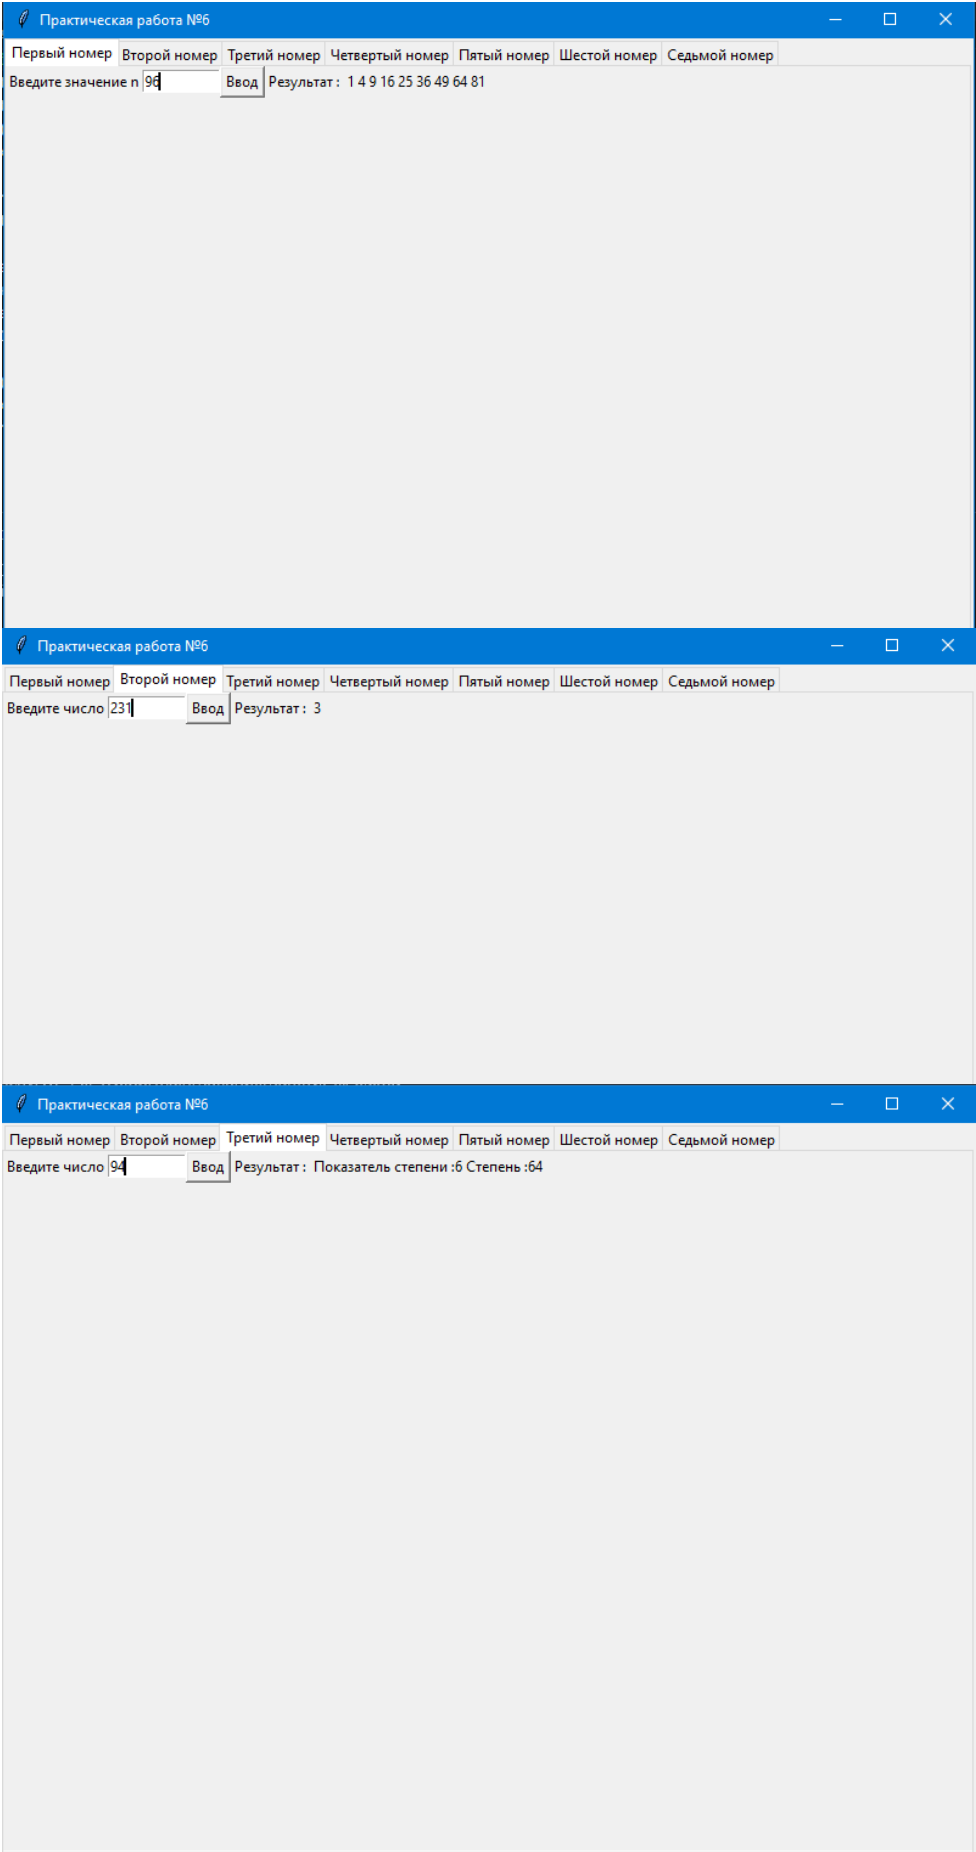 Практическая работа №6
Первый номер Второй номер Третий номер Четвертый номер Пятый номер Шестой номер Седьмой номер
Введите значение n 96 Ввод Результат : 1 4 9 16 25 36 49 64 81
Практическая работа №6
Первый номер Второй номер Третий номер Четвертый номер Пятый номер Шестой номер Седьмой номер
Введите число 231 Ввод Результат : 3
Практическая работа №6
Первый номер Второй номер Третий номер Четвертый номер Пятый номер Шестой номер Седьмой номер
Введите число 94 Ввод Результат : Показатель степени :6 Степень :64